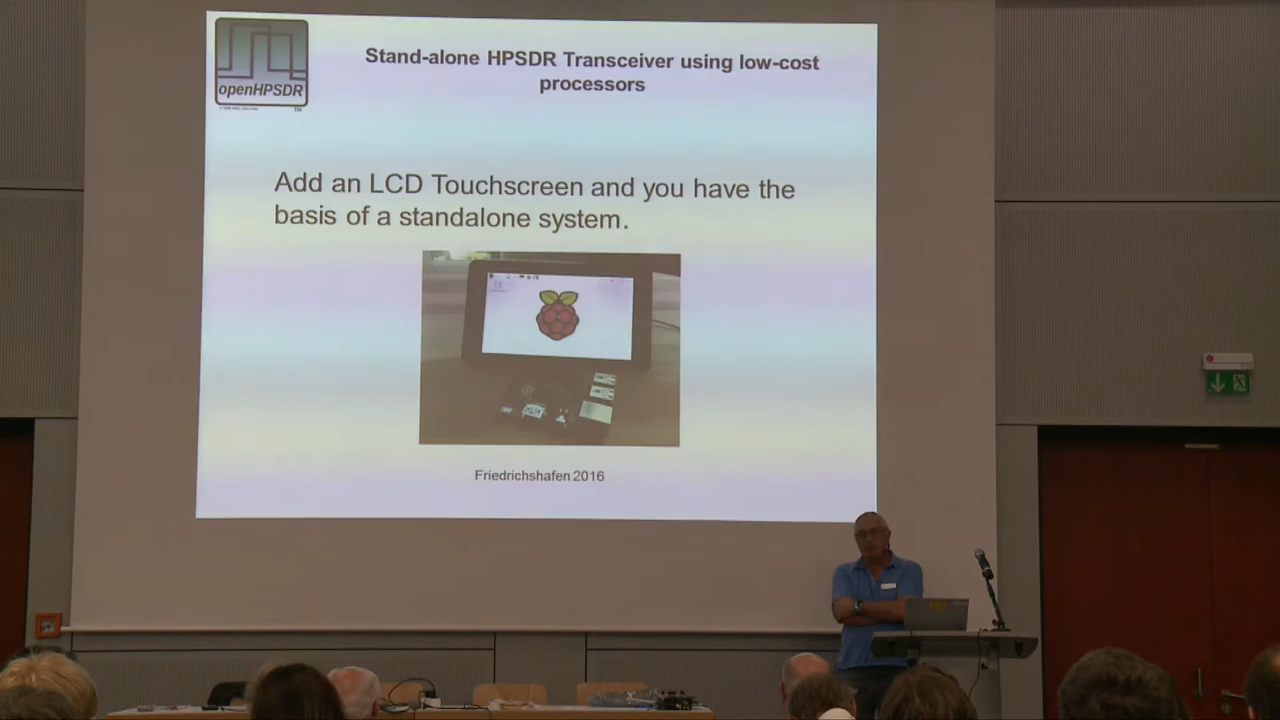 Stand-alone HPSDR Transceiver using low-cost
processors
openHPSDR
TM
Add an LCD Touchscreen and you have the
basis of a standalone system.
Friedrichshafen 2016